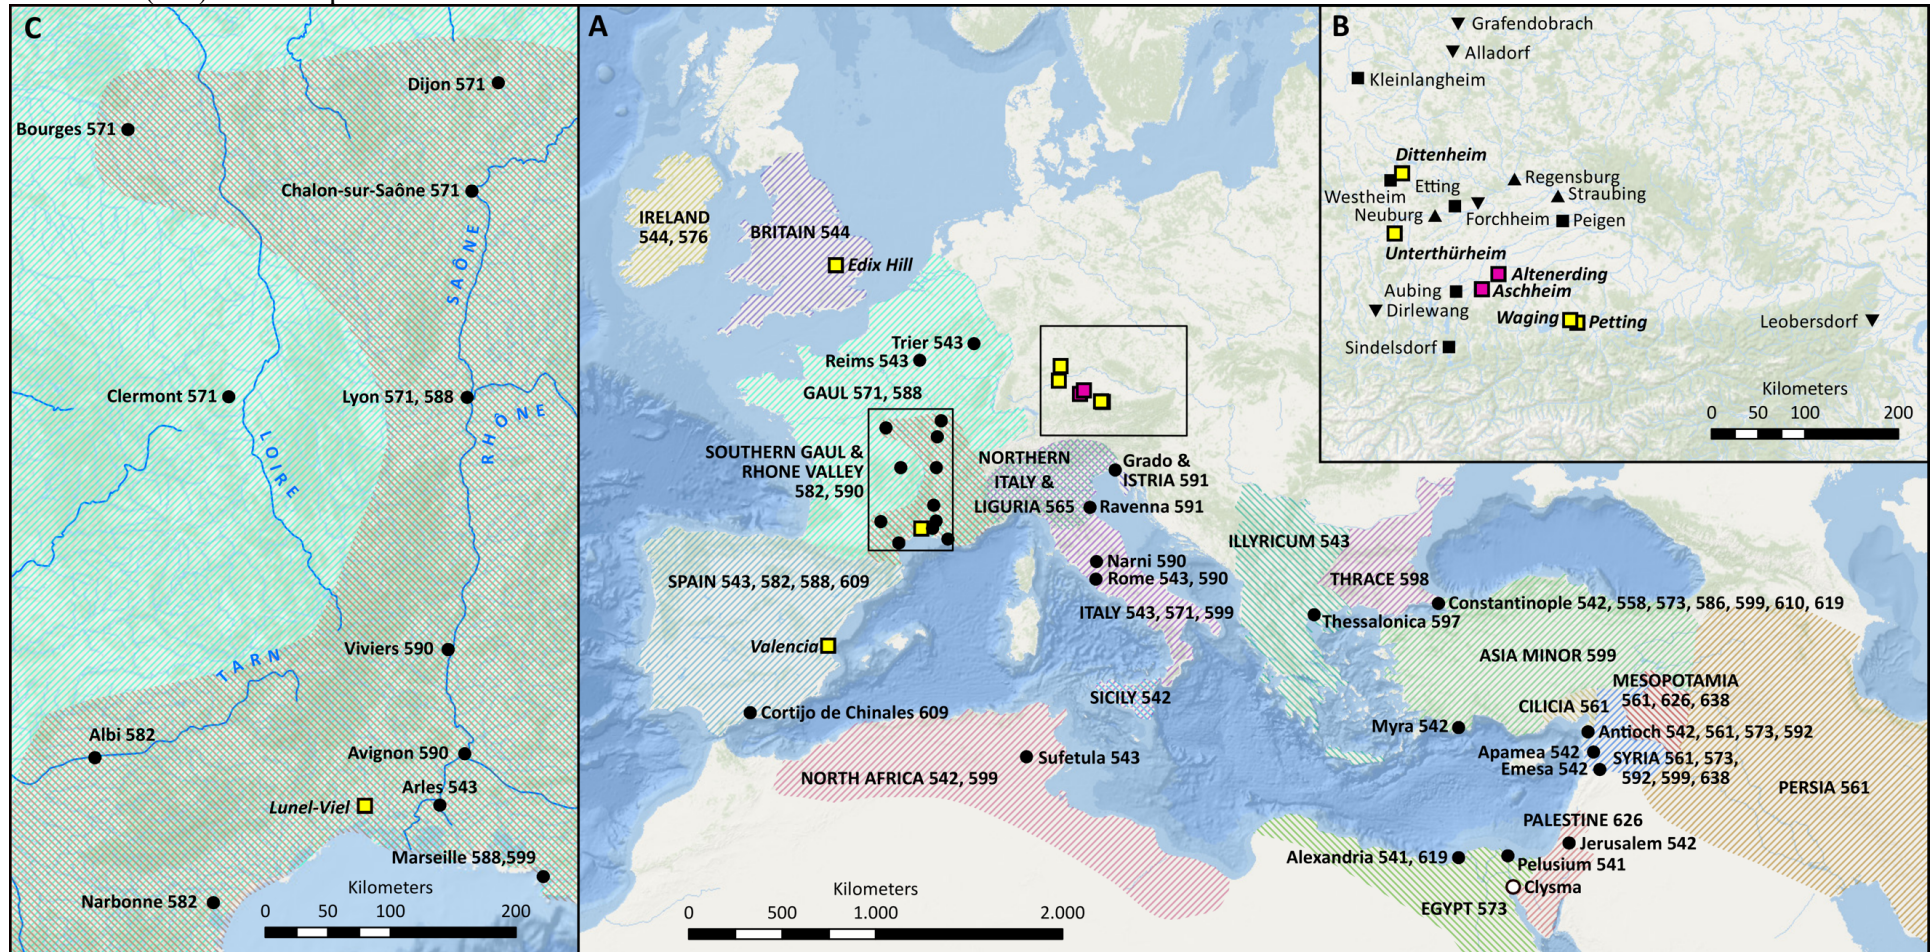 C
Dijon 571
Bourges 571
Chalon-sur-Saône 571
SAÔNE
Clermont 571
Lyon 571, 588
RHÔNE
LOIRE
Viviers 590
TARN
Albi 582
Avignon 590
Arles 543
Lunel-Viel
Marseille 588,599
Narbonne 582
Kilometers
0 50 100 200
A
IRELAND
544, 576
BRITAIN 544
Edix Hill
Trier 543
Reims 543
GAUL 571, 588
SOUTHERN GAUL &
RHONE VALLEY
582, 590
NORTHERN
ITALY &
LIGURIA 565
Grado &
ISTRIA 591
Ravenna 591
Narni 590
Rome 543, 590
ITALY 543, 571, 599
SPAIN 543, 582, 588, 609
Valencia
Cortijo de Chinales 609
SICILY 542
Sufetula 543
NORTH AFRICA 542, 599
ILLYRICUM 543
THRACE 598
Constantinople 542, 558, 573, 586, 599, 610, 619
Thessalonica 597
ASIA MINOR 599
MESOPOTAMIA
561, 626, 638
CILICIA 561
Myra 542
Antioch 542, 561, 573, 592
Apamea 542
Emesa 542
SYRIA 561, 573,
592, 599, 638
PERSIA 561
PALESTINE 626
Jerusalem 542
Alexandria 541, 619
Pelusium 541
Clysma
EGYPT 573
Kilometers
0 500 1.000 2.000
B
Grafendobrach
Alladorf
Kleinlangheim
Dittenheim
Westheim
Etting
Regensburg
Straubing
Neuburg
Forchheim
Peigen
Unterthürheim
Altenerding
Aubing
Aschheim
Dirlewang
Waging
Petting
Leobersdorf
Sindelsdorf
Kilometers
0 50 100 200